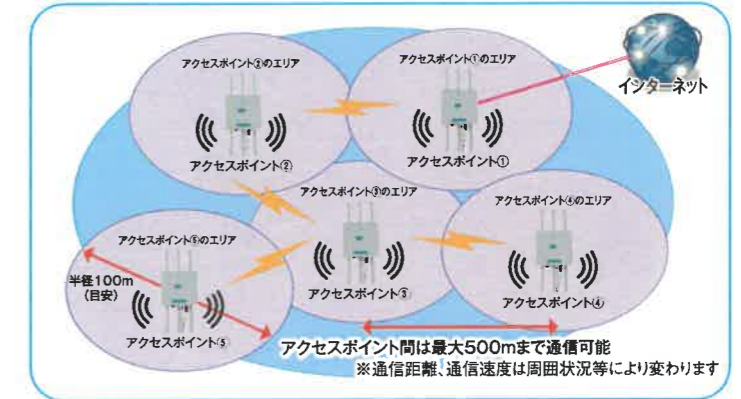 アクセスポイント②のエリア
アクセスポイント①のエリア
インターネット
アクセスポイント②
アクセスポイント①
アクセスポイント③のエリア
アクセスポイント④のエリア
アクセスポイント⑤のエリア
半径100m
(目安)
アクセスポイント③
アクセスポイント④
アクセスポイント⑤
アクセスポイント間は最大500mまで通信可能
※通信距離、通信速度は周囲状況等により変わります